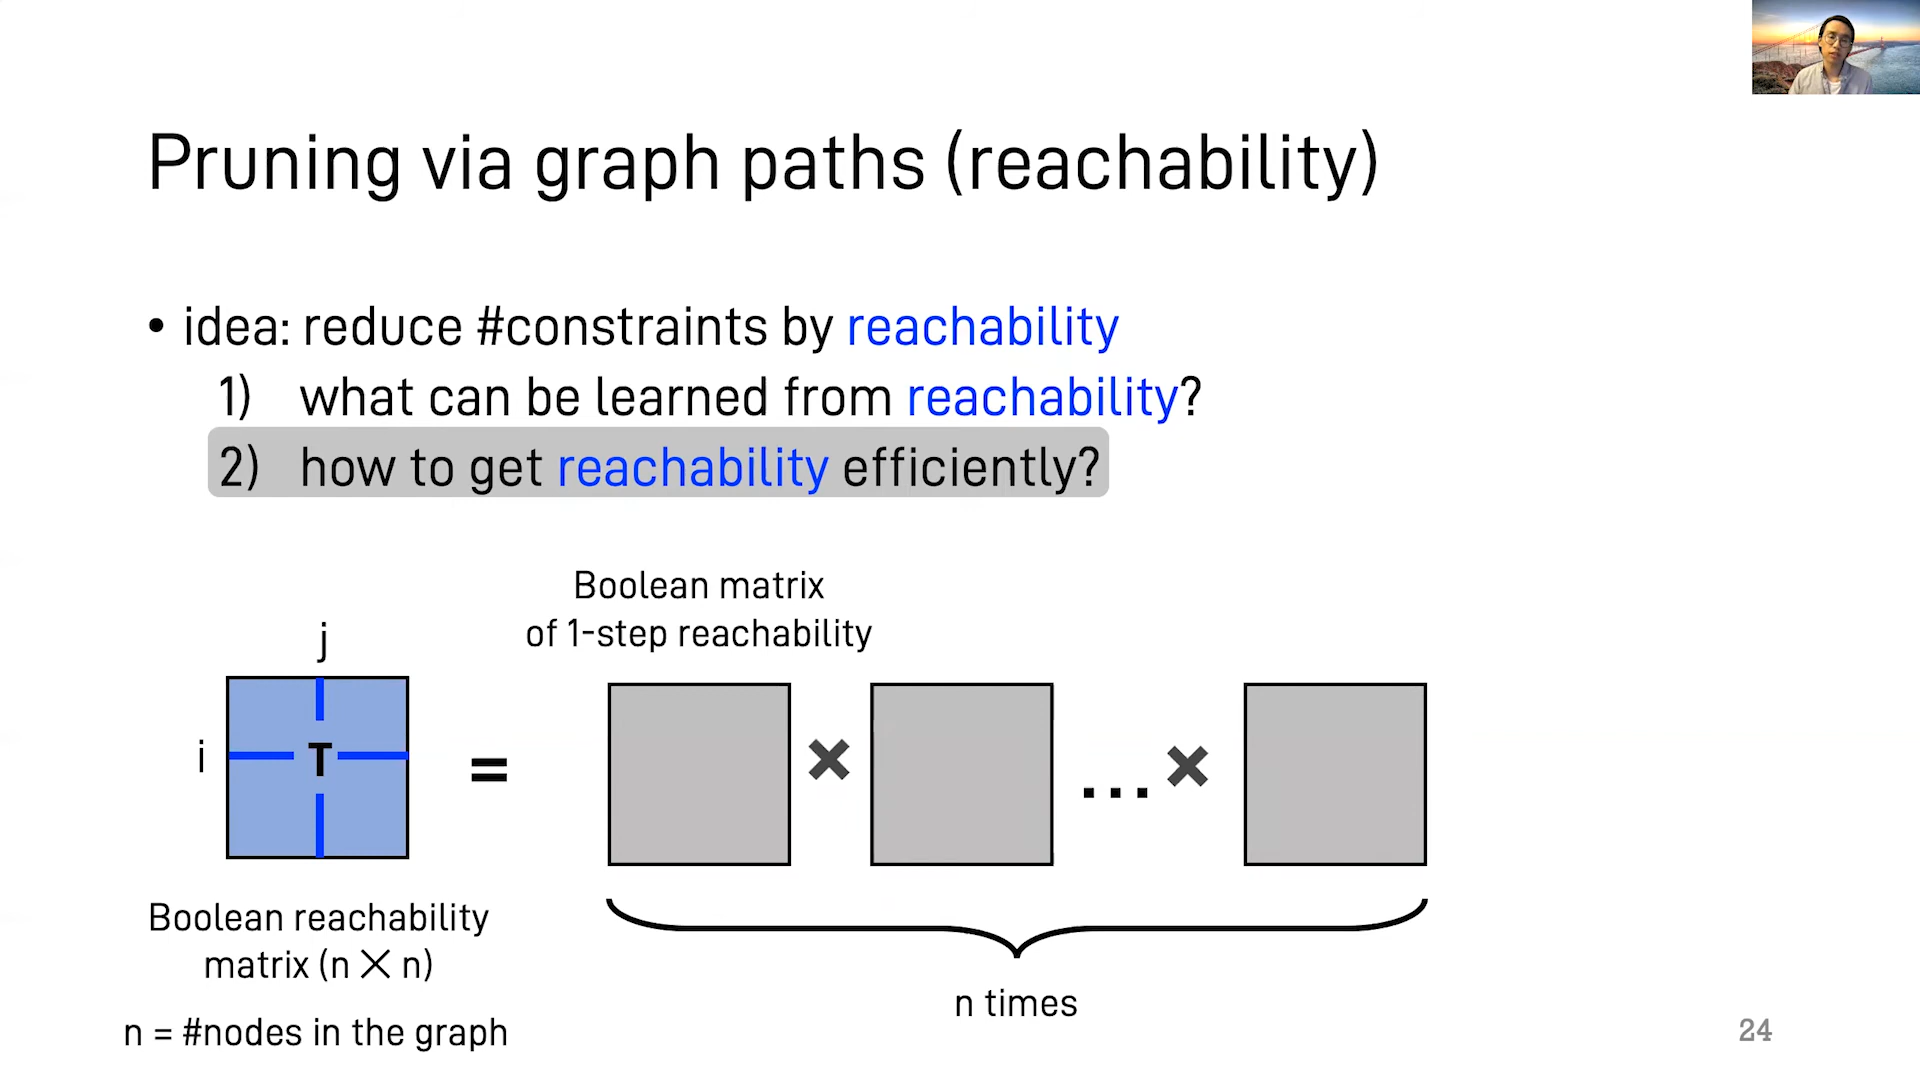 Pruning via graph paths (reachability)
• idea: reduce #constraints by reachability
1) what can be learned from reachability?
2) how to get reachability efficiently?
Boolean matrix
of 1-step reachability
j
i
T
=
×
...
×
Boolean reachability
matrix (n × n)
n = #nodes in the graph
n times
24